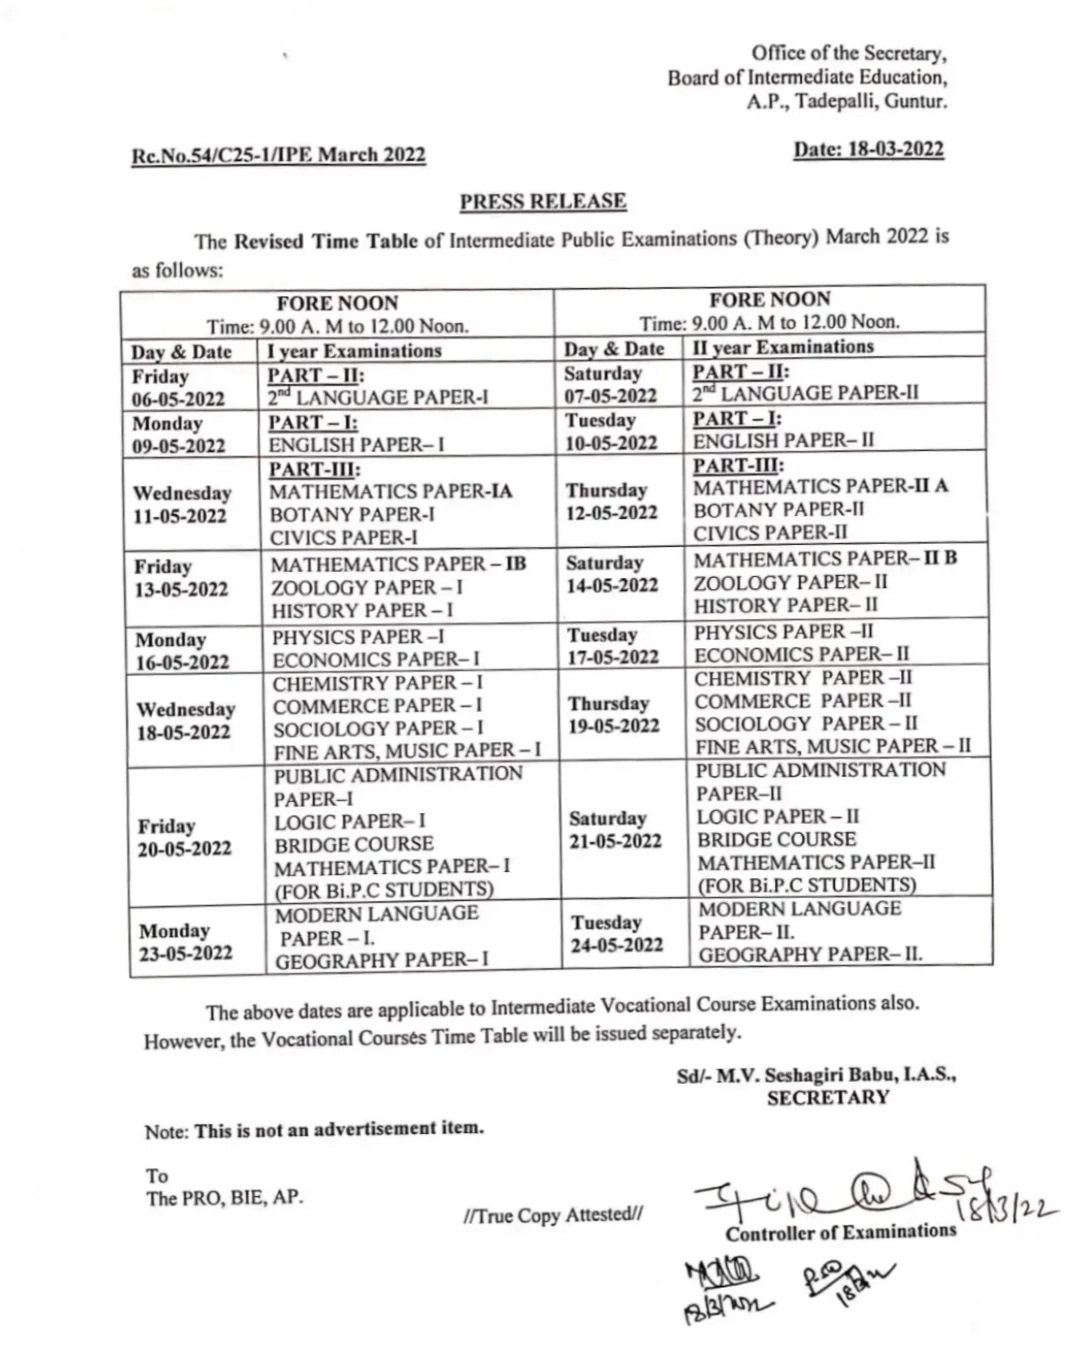 Office of the Secretary,
Board of Intermediate Education,
A.P., Tadepalli, Guntur.
Rc.No.54/C25-1/IPE March 2022
Date: 18-03-2022
PRESS RELEASE
The Revised Time Table of Intermediate Public Examinations (Theory) March 2022 is
as follows:
FORE NOON
Time: 9.00 A. M to 12.00 Noon.
FORE NOON
Time: 9.00 A. M to 12.00 Noon.
Day & Date
I year Examinations
Day & Date
II year Examinations
Friday
06-05-2022
PART – II:
2nd LANGUAGE PAPER-I
Saturday
07-05-2022
PART – II:
2nd LANGUAGE PAPER-II
Monday
09-05-2022
PART – I:
ENGLISH PAPER– I
Tuesday
10-05-2022
PART – I:
ENGLISH PAPER– II
Wednesday
11-05-2022
PART-III:
MATHEMATICS PAPER-IA
BOTANY PAPER-I
CIVICS PAPER-I
Thursday
12-05-2022
PART-III:
MATHEMATICS PAPER-II A
BOTANY PAPER-II
CIVICS PAPER-II
Friday
13-05-2022
MATHEMATICS PAPER – IB
ZOOLOGY PAPER – I
HISTORY PAPER – I
Saturday
14-05-2022
MATHEMATICS PAPER– II B
ZOOLOGY PAPER– II
HISTORY PAPER– II
Monday
16-05-2022
PHYSICS PAPER –I
ECONOMICS PAPER– I
Tuesday
17-05-2022
PHYSICS PAPER –II
ECONOMICS PAPER– II
Wednesday
18-05-2022
CHEMISTRY PAPER – I
COMMERCE PAPER – I
SOCIOLOGY PAPER – I
FINE ARTS, MUSIC PAPER – I
Thursday
19-05-2022
CHEMISTRY PAPER –II
COMMERCE PAPER –II
SOCIOLOGY PAPER – II
FINE ARTS, MUSIC PAPER – II
Friday
20-05-2022
PUBLIC ADMINISTRATION
PAPER–I
LOGIC PAPER– I
BRIDGE COURSE
MATHEMATICS PAPER– I
(FOR Bi.P.C STUDENTS)
Saturday
21-05-2022
PUBLIC ADMINISTRATION
PAPER–II
LOGIC PAPER – II
BRIDGE COURSE
MATHEMATICS PAPER–II
(FOR Bi.P.C STUDENTS)
Monday
23-05-2022
MODERN LANGUAGE
PAPER – I.
GEOGRAPHY PAPER– I
Tuesday
24-05-2022
MODERN LANGUAGE
PAPER– II.
GEOGRAPHY PAPER– II.
The above dates are applicable to Intermediate Vocational Course Examinations also.
However, the Vocational Courses Time Table will be issued separately.
Sd/- M.V. Seshagiri Babu, I.A.S.,
SECRETARY
Note: This is not an advertisement item.
To
The PRO, BIE, AP.
//True Copy Attested//
18/3/22
Controller of Examinations